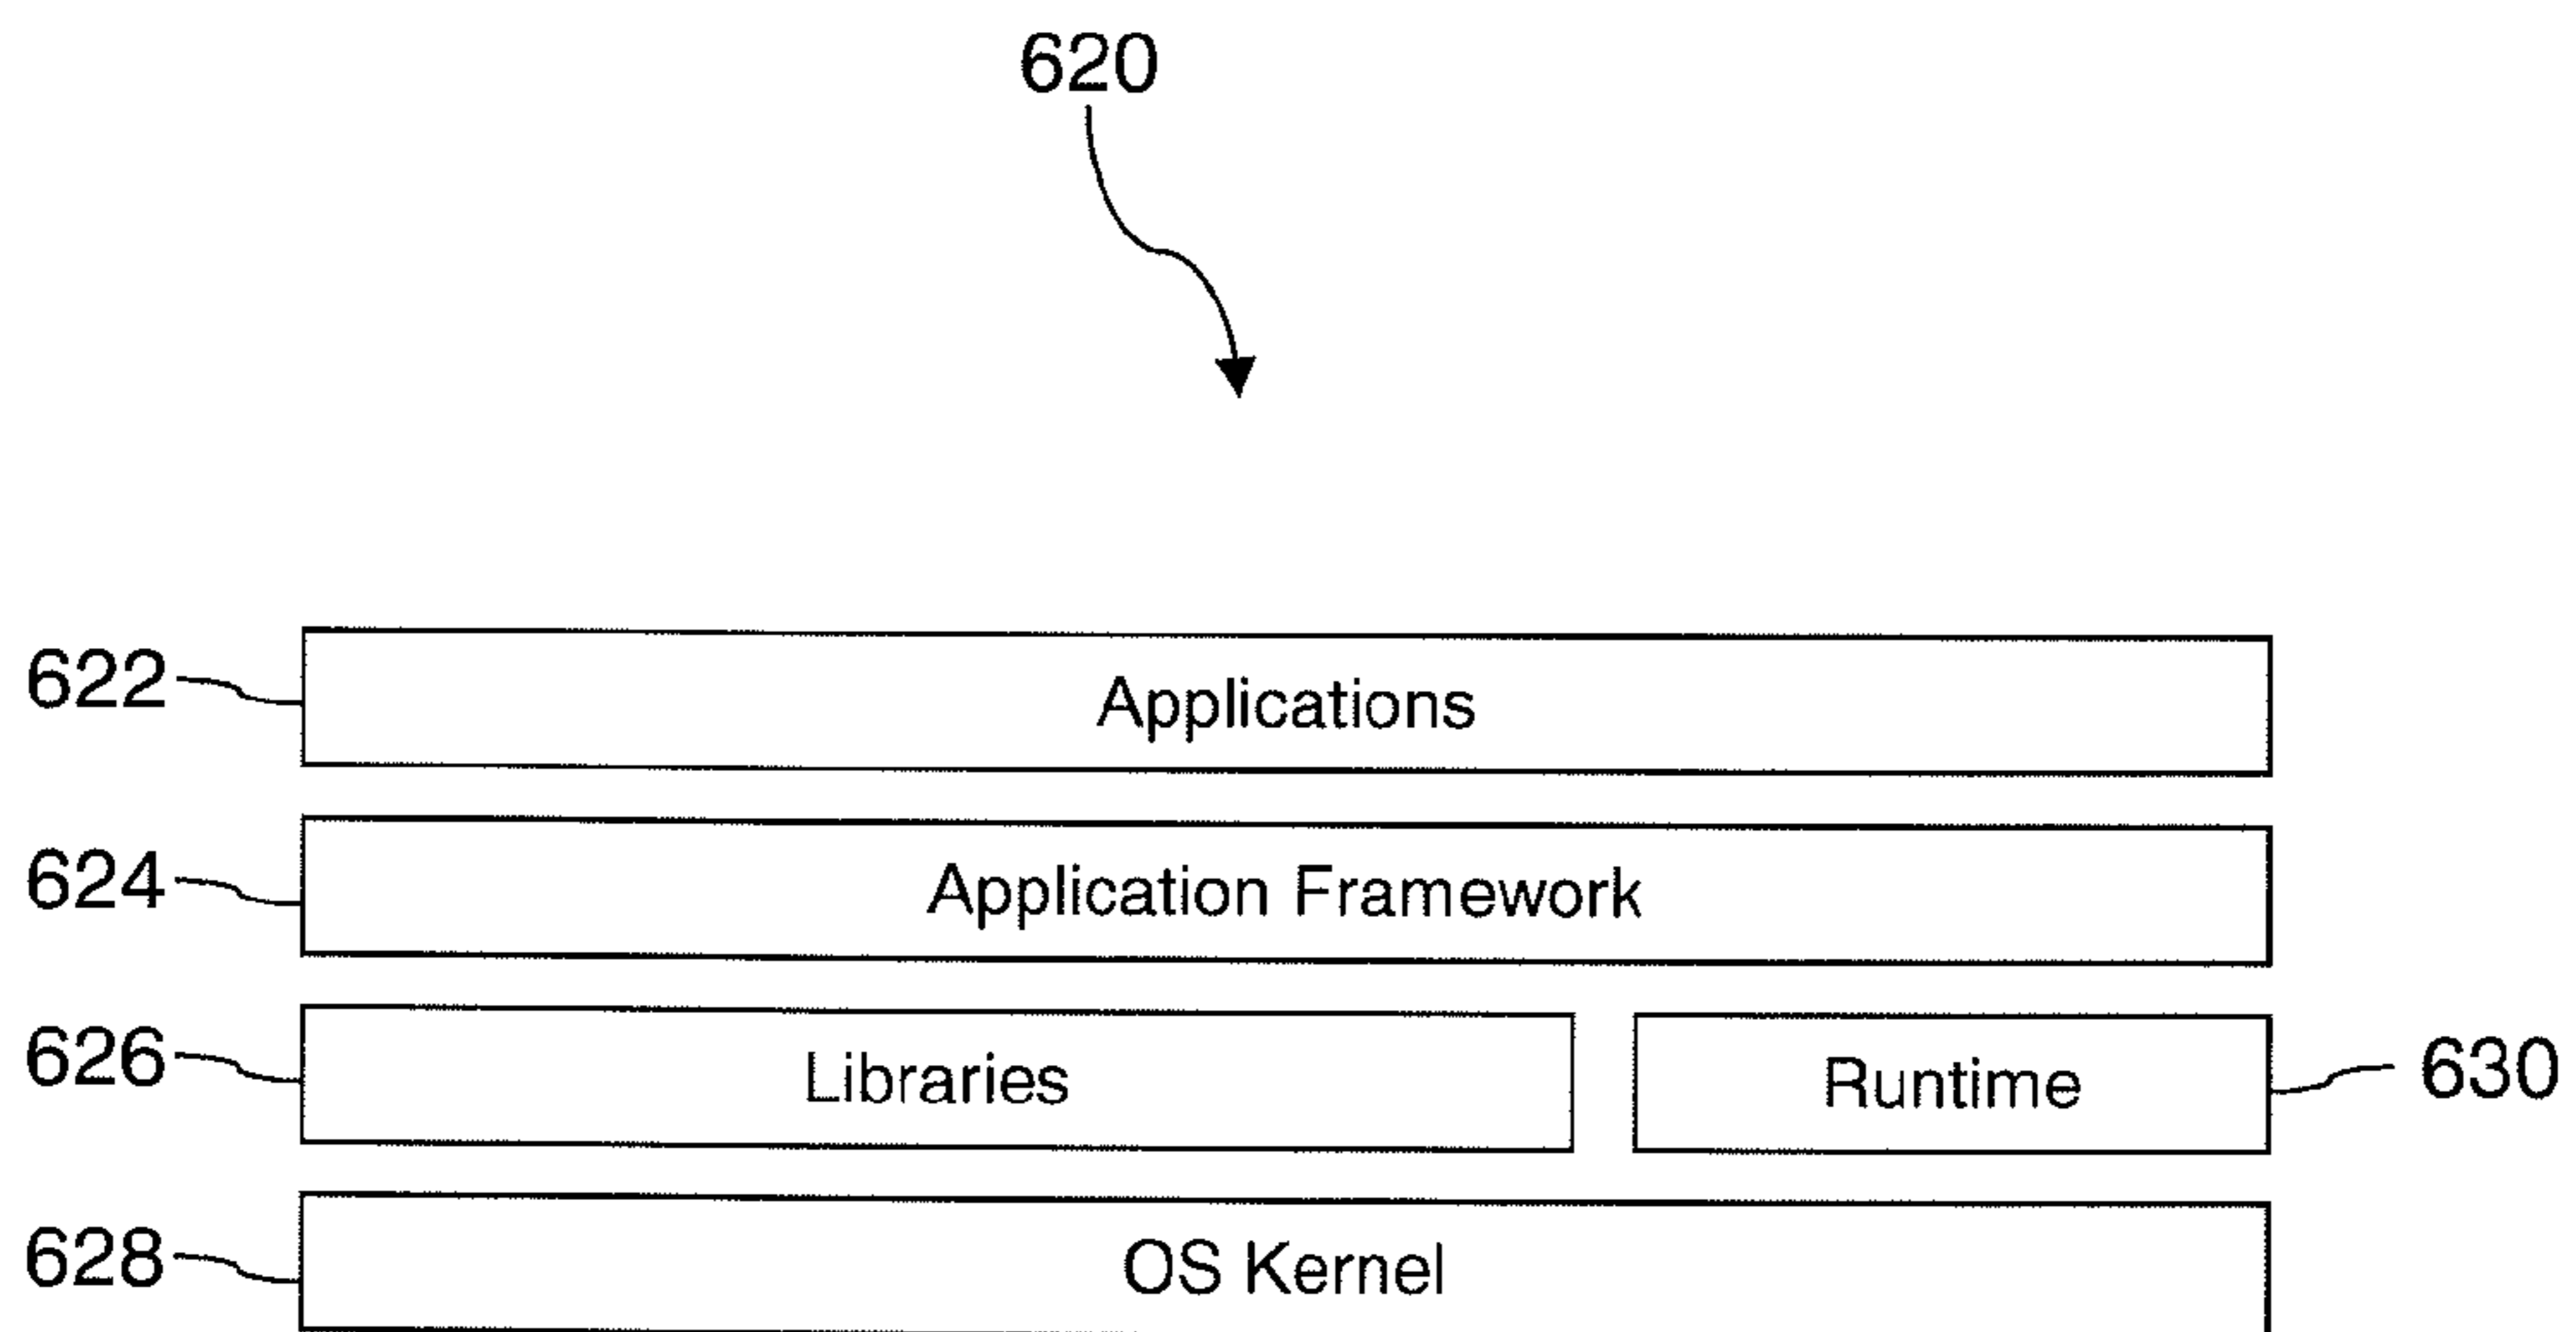 620
622
Applications
624
Application Framework
626
Libraries
Runtime
630
628
OS Kernel